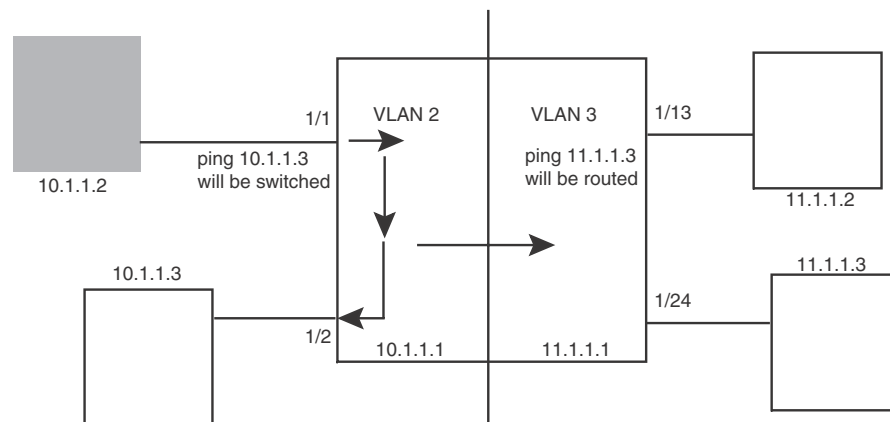 1/1
VLAN 2
VLAN 3
1/13
ping 10.1.1.3
will be switched
ping 11.1.1.3
will be routed
10.1.1.2
11.1.1.2
10.1.1.3
11.1.1.3
1/24
1/2
10.1.1.1
11.1.1.1